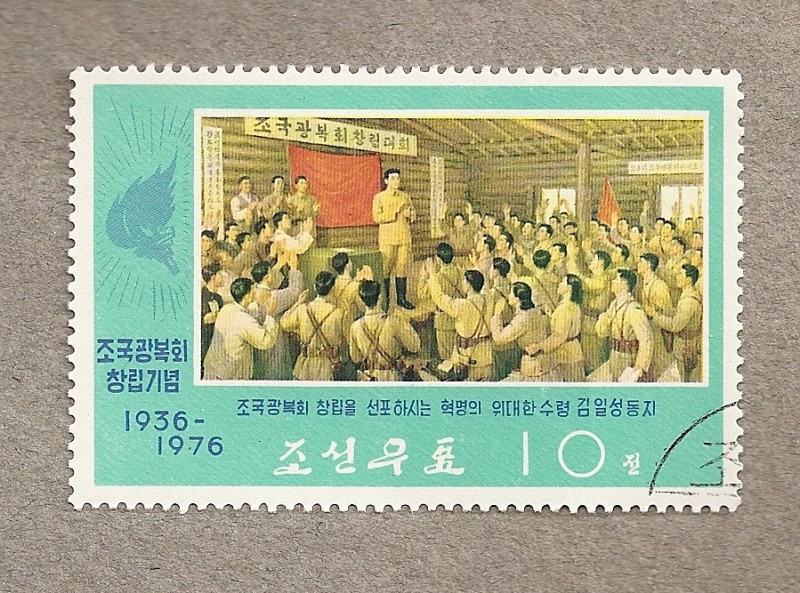 조국광복회창립대회
조국광복회
창립기념
1936-
1976
조국광복회 창립을 선포하시는 혁명의 위대한 수령 김일성동지
조선우표 10 전
조